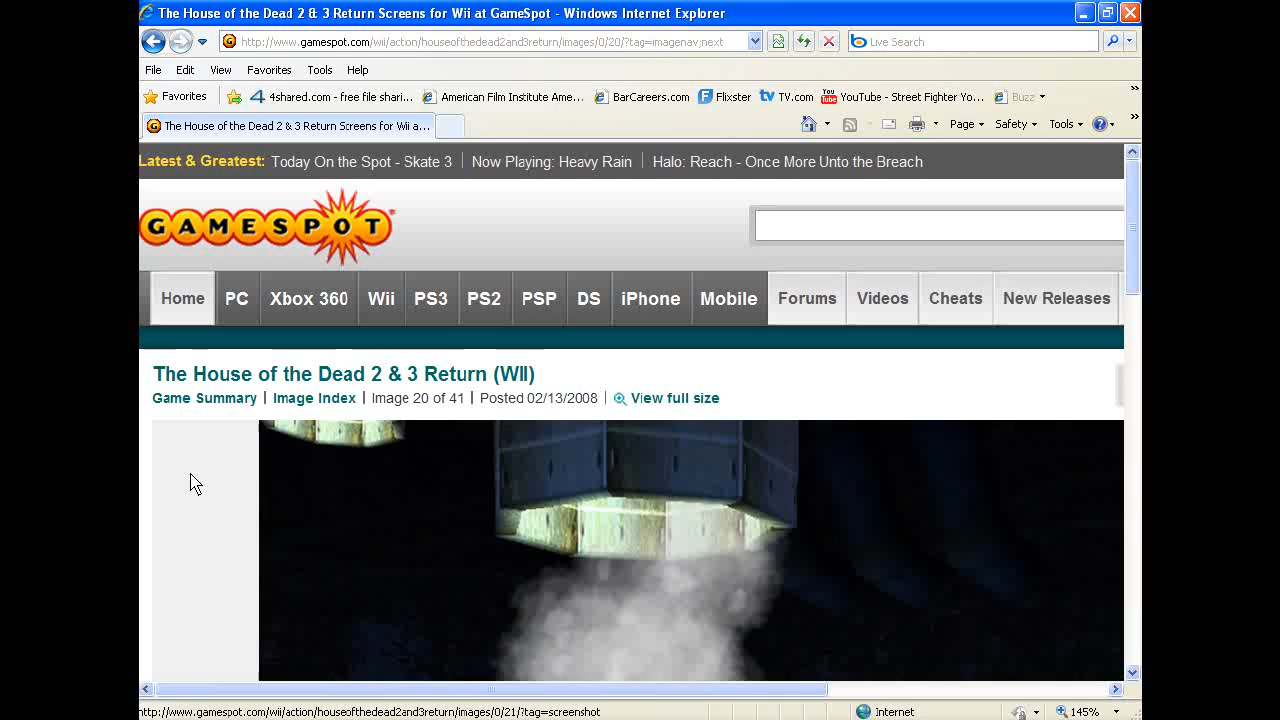 The House of the Dead 2 & 3 Return Screens for Wii at GameSpot - Windows Internet Explorer
http://www.gamespot.com/wii/action/houseofthedead2and3return/images/0/20/?tag=imagenav;next
Live Search
File Edit View Favorites Tools Help
Favorites 4shared.com - free file shari... American Film Institute Ame... BarCareers.com Flixster tv TV.com You Tube YouTube - Street Fighter Yo... Buzz
The House of the Dead 2 & 3 Return Screens for Wii a... Page Safety Tools
Latest & Greatest: Today On the Spot - Skate 3 | Now Playing: Heavy Rain | Halo: Reach - Once More Unto the Breach
GAMESPOT
Home PC Xbox 360 Wii PS3 PS2 PSP DS iPhone Mobile Forums Videos Cheats New Releases
The House of the Dead 2 & 3 Return (WII)
Game Summary | Image Index | Image 20 of 41 | Posted 02/13/2008 | View full size
http://www.gamespot.com/wii/action/houseofthedead2and3return/images/0/21/?tag=screenspot Internet 145%